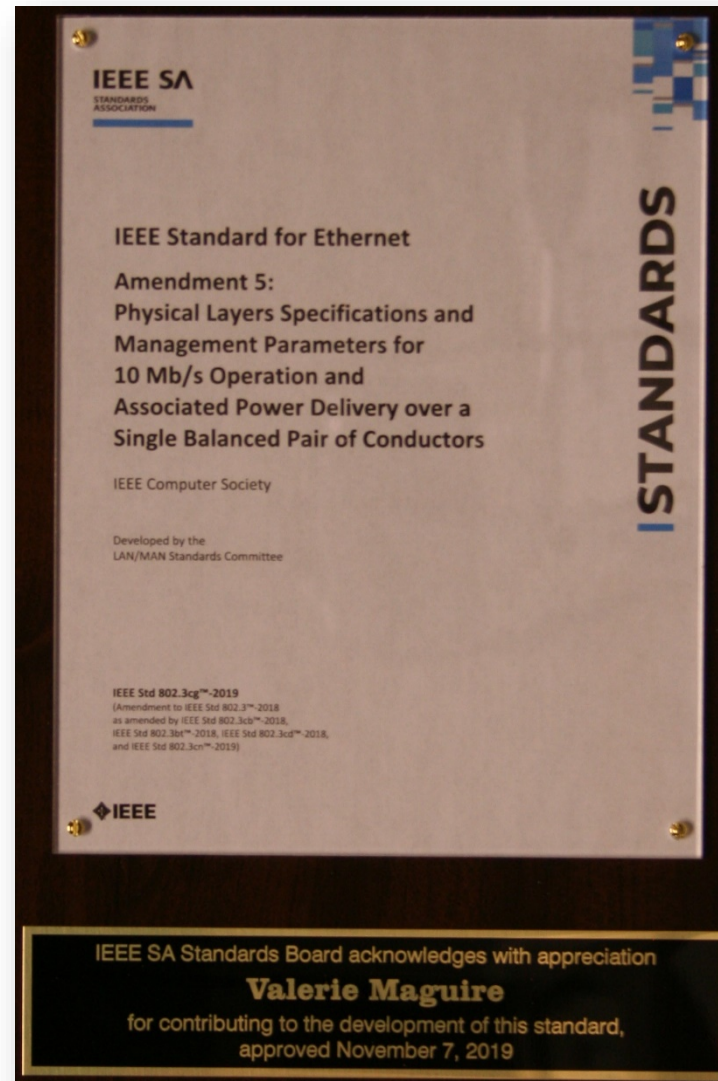 IEEE SA
STANDARDS
ASSOCIATION
STANDARDS
IEEE Standard for Ethernet
Amendment 5:
Physical Layers Specifications and
Management Parameters for
10 Mb/s Operation and
Associated Power Delivery over a
Single Balanced Pair of Conductors
IEEE Computer Society
Developed by the
LAN/MAN Standards Committee
IEEE Std 802.3cg™-2019
(Amendment to IEEE Std 802.3™-2018
as amended by IEEE Std 802.3cb™-2018,
IEEE Std 802.3bt™-2018, IEEE Std 802.3cd™-2018,
and IEEE Std 802.3cn™-2019)
IEEE
IEEE SA Standards Board acknowledges with appreciation
Valerie Maguire
for contributing to the development of this standard,
approved November 7, 2019